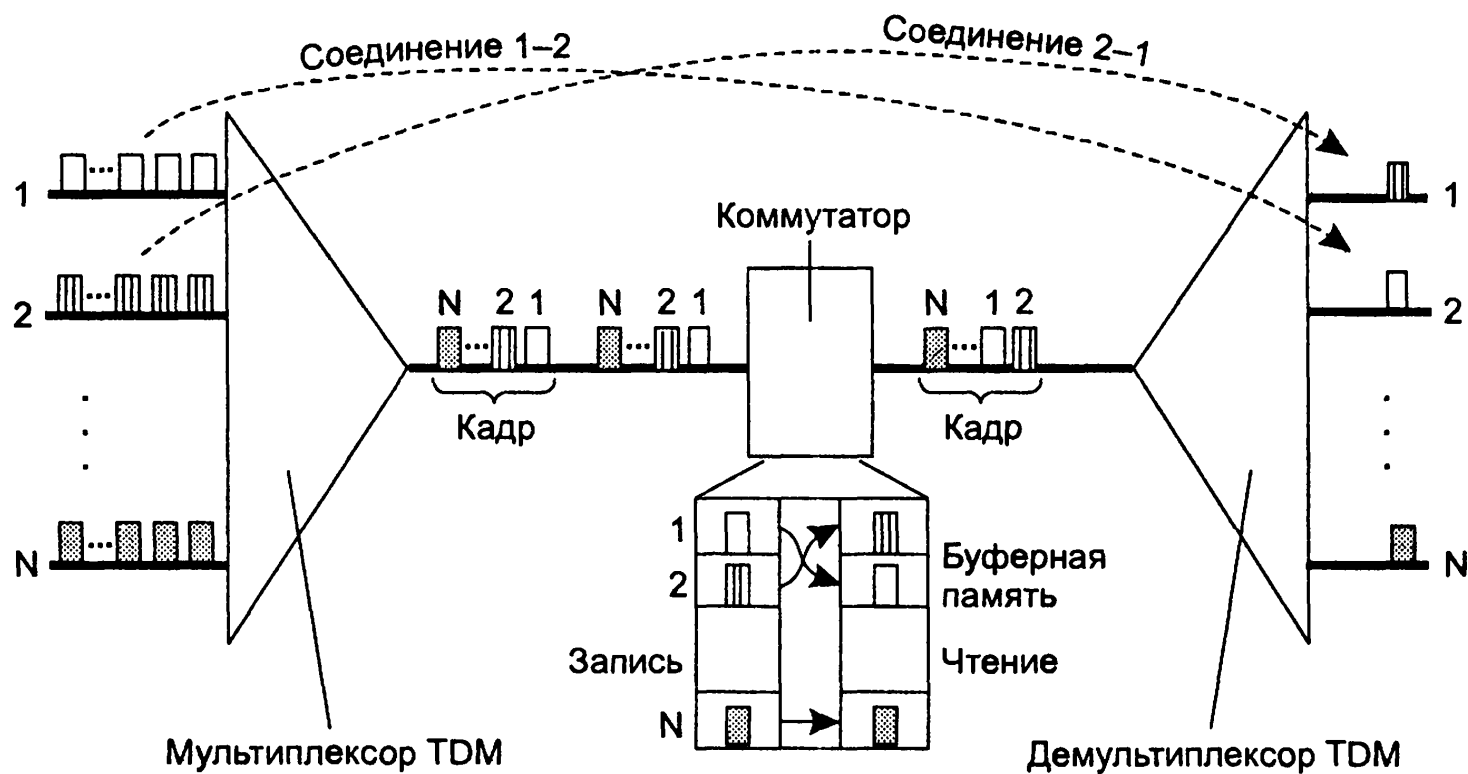 Соединение 1–2
Соединение 2–1
1
1
Коммутатор
2
N 2 1 N 2 1
N 1 2
2
Кадр
Кадр
N
N
1
2
Буферная
память
Запись
Чтение
N
Мультиплексор TDM
Демультиплексор TDM